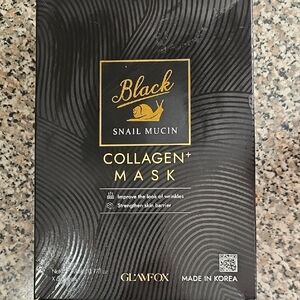 Black
SNAIL MUCIN
COLLAGEN+
MASK
Improve the look of wrinkles
Strengthen skin barrier
GLAMFOX
MADE IN KOREA